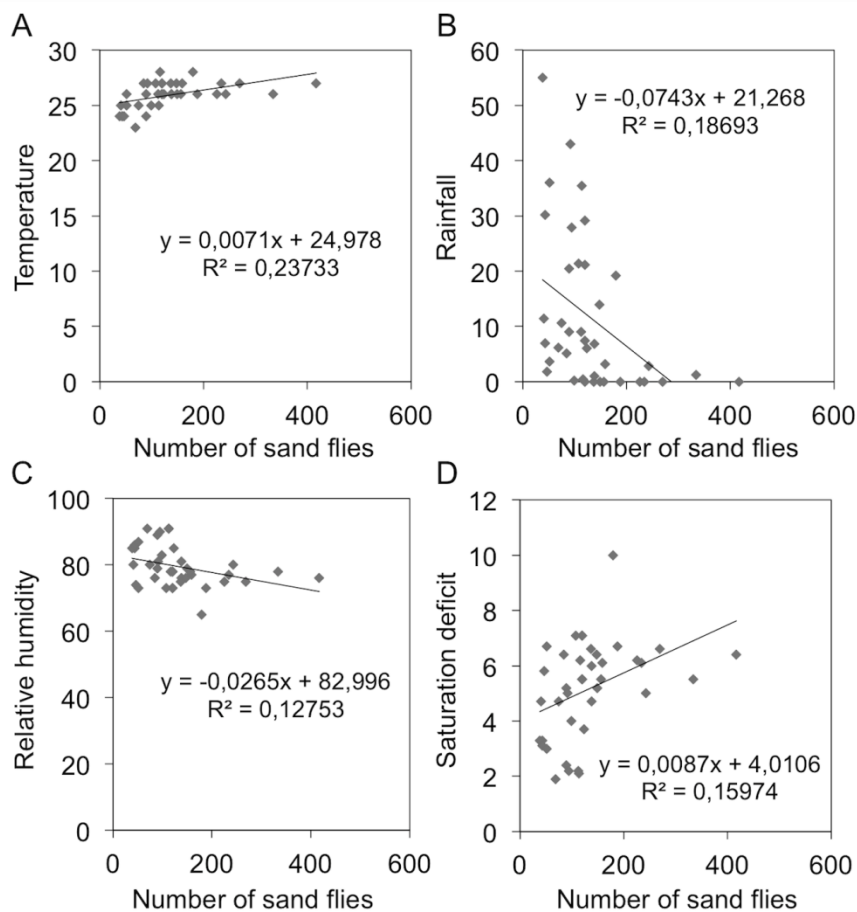 A
30
25
20
15
10
5
0
Temperature
y = 0,0071x + 24,978
R² = 0,23733
0 200 400 600
Number of sand flies
B
60
50
40
30
20
10
0
Rainfall
y = -0,0743x + 21,268
R² = 0,18693
0 200 400 600
Number of sand flies
C
100
80
60
40
20
0
Relative humidity
y = -0,0265x + 82,996
R² = 0,12753
0 200 400 600
Number of sand flies
D
12
10
8
6
4
2
0
Saturation deficit
y = 0,0087x + 4,0106
R² = 0,15974
0 200 400 600
Number of sand flies